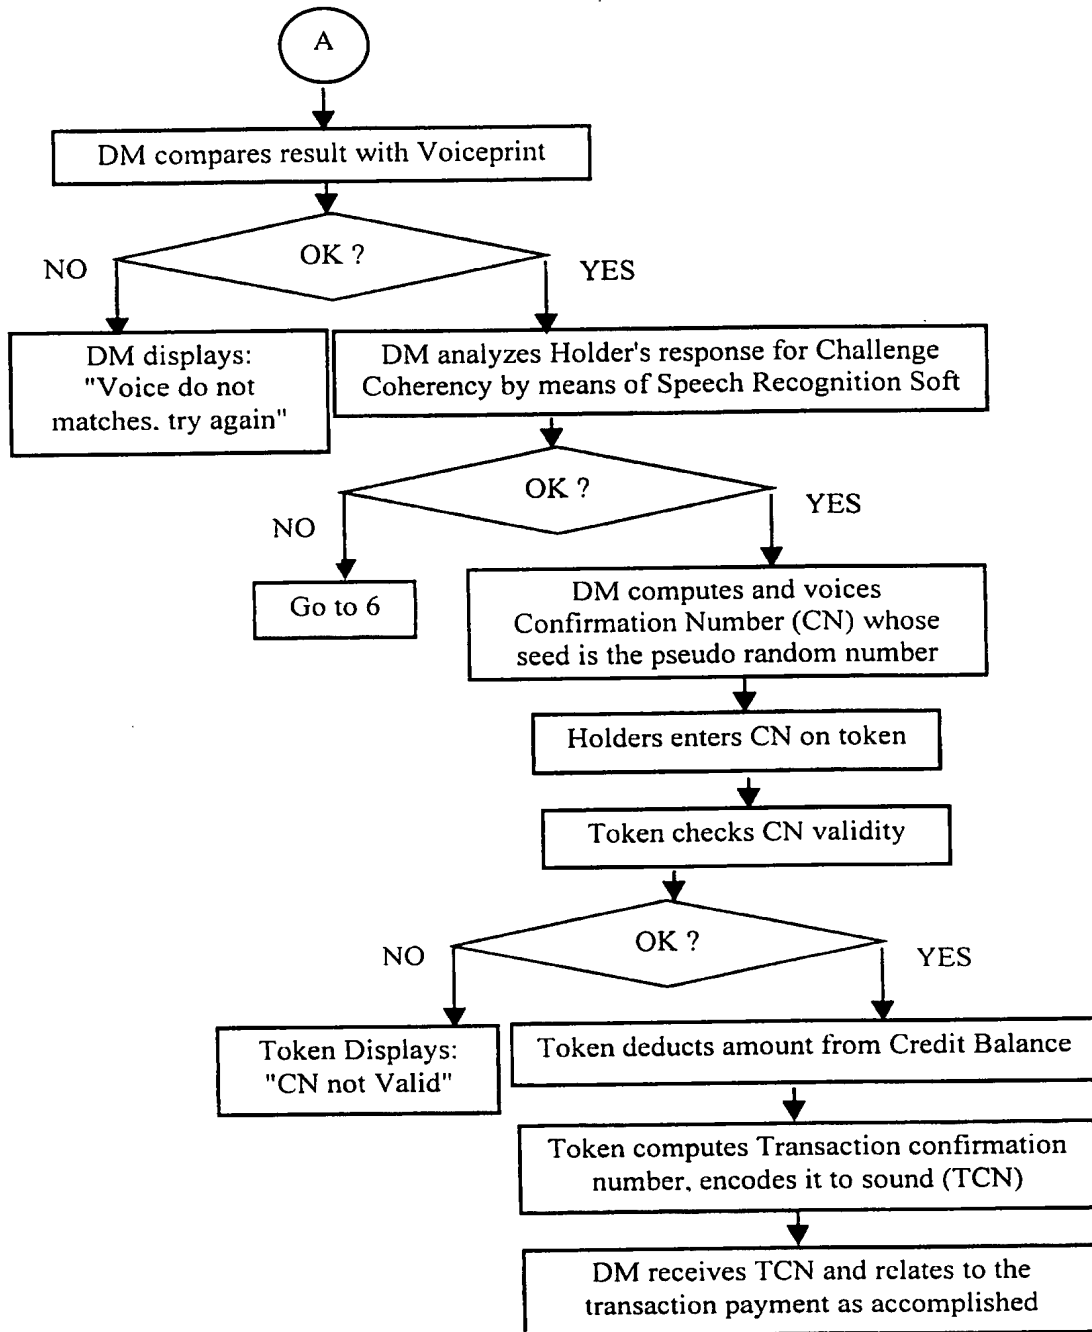 A
DM compares result with Voiceprint
OK ?
NO
YES
DM displays:
"Voice do not
matches. try again"
DM analyzes Holder's response for Challenge
Coherency by means of Speech Recognition Soft
OK ?
NO
YES
Go to 6
DM computes and voices
Confirmation Number (CN) whose
seed is the pseudo random number
Holders enters CN on token
Token checks CN validity
OK ?
NO
YES
Token Displays:
"CN not Valid"
Token deducts amount from Credit Balance
Token computes Transaction confirmation
number, encodes it to sound (TCN)
DM receives TCN and relates to the
transaction payment as accomplished